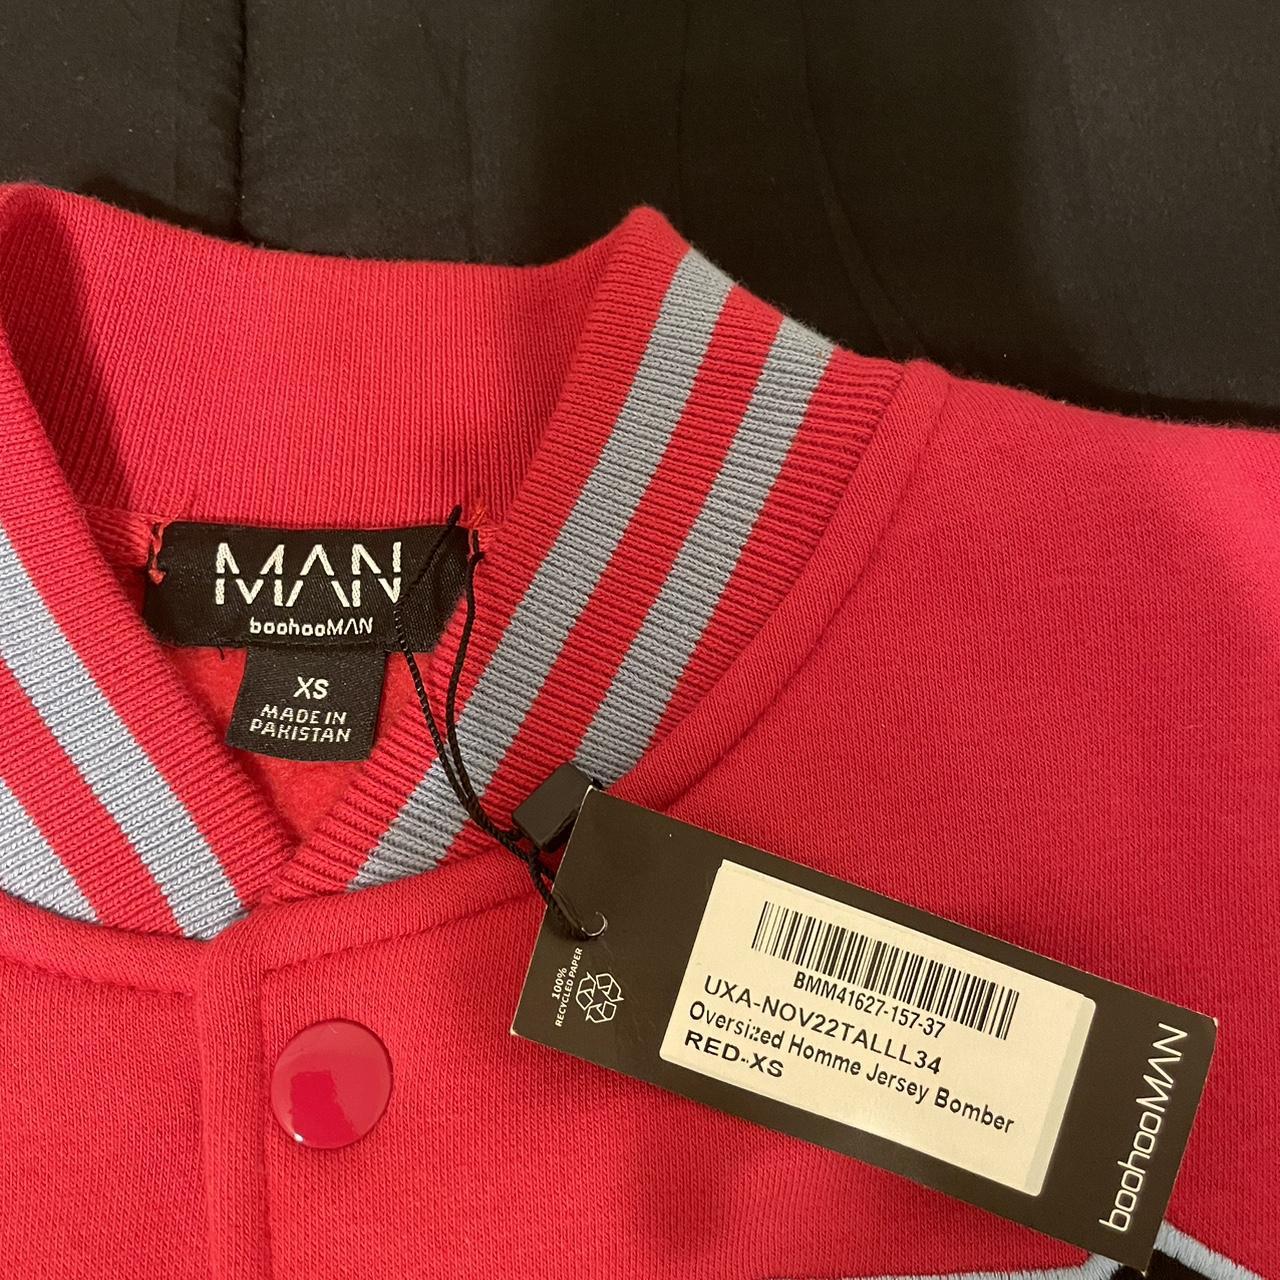 MAN
boohooMAN
XS
MADE IN
PAKISTAN
100%
RECYCLED PAPER
BMM41627-157-37
UXA-NOV22TALLL34
Oversized Homme Jersey Bomber
RED-XS
boohooMAN